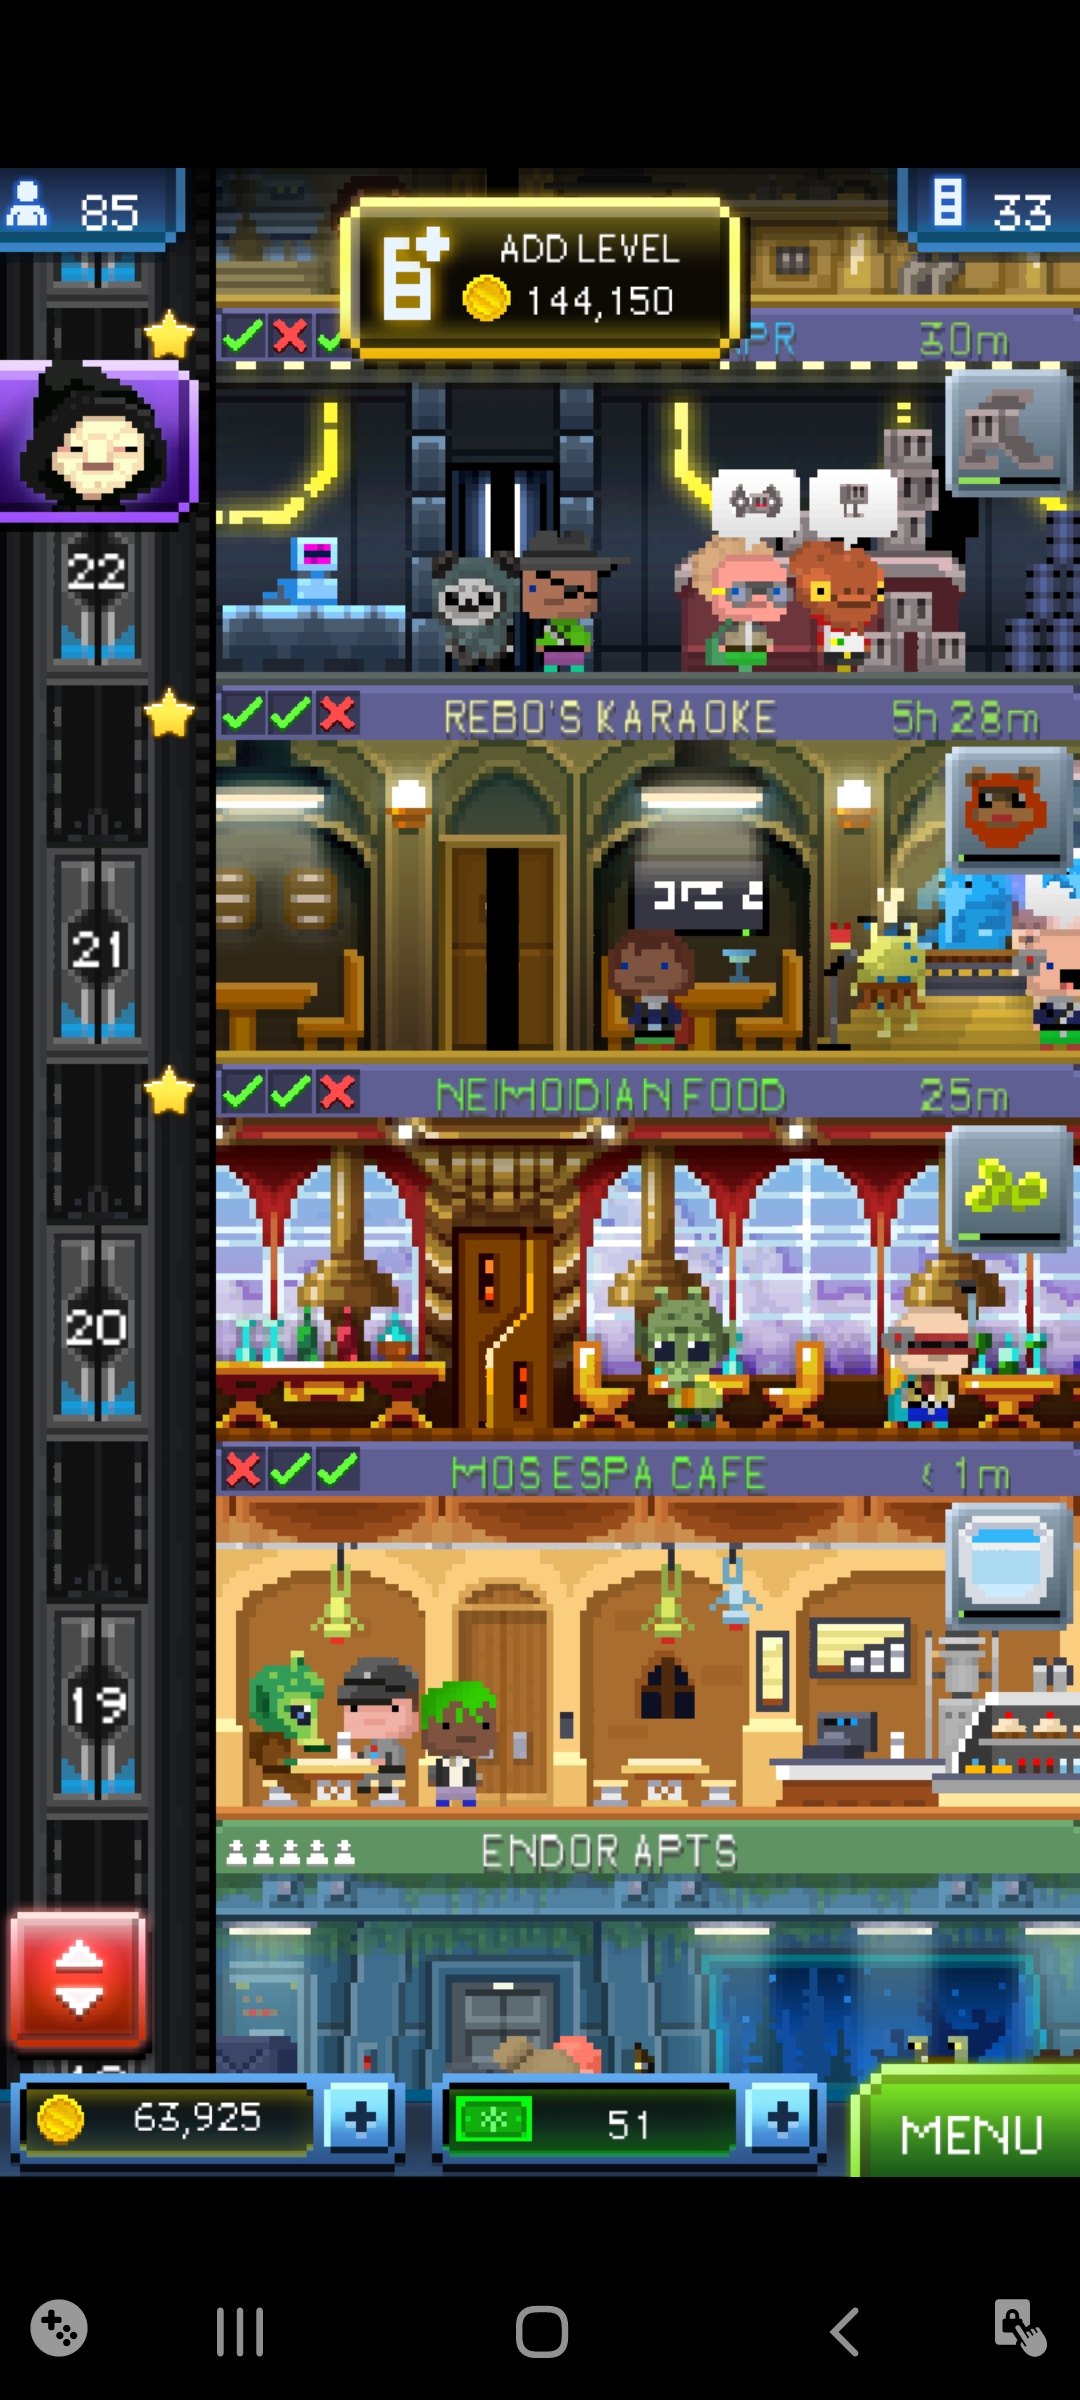 85
33
ADD LEVEL
144,150
30m
22
REBO'S KARAOKE
5h 28m
21
NEIMOIDIAN FOOD
25m
20
MOS ESPA CAFE
< 1m
19
ENDOR APTS
63,925
51
MENU